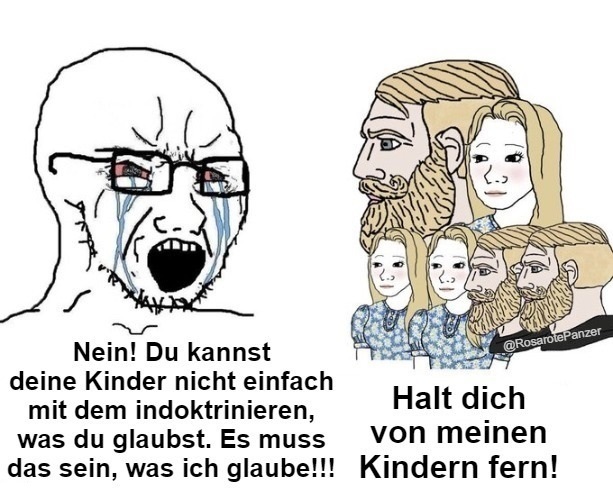 Nein! Du kannst
deine Kinder nicht einfach
mit dem indoktrinieren,
was du glaubst. Es muss
das sein, was ich glaube!!!
@RosarotePanzer
Halt dich
von meinen
Kindern fern!